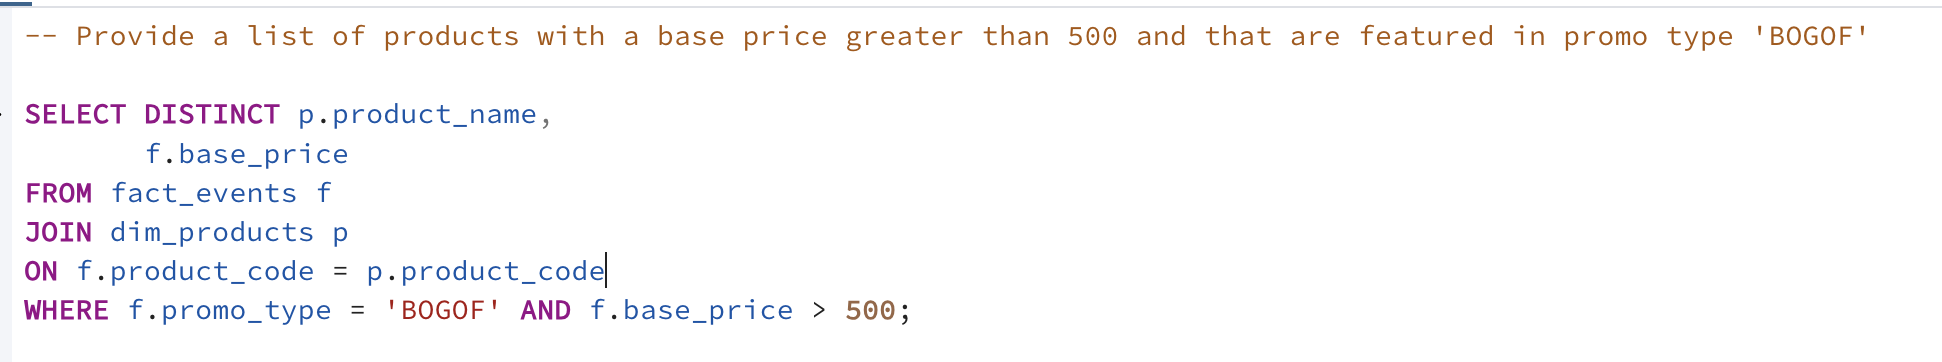 -- Provide a list of products with a base price greater than 500 and that are featured in promo type 'BOGOF'
SELECT DISTINCT p.product_name,
f.base_price
FROM fact_events f
JOIN dim_products p
ON f.product_code = p.product_code
WHERE f.promo_type = 'BOGOF' AND f.base_price > 500;